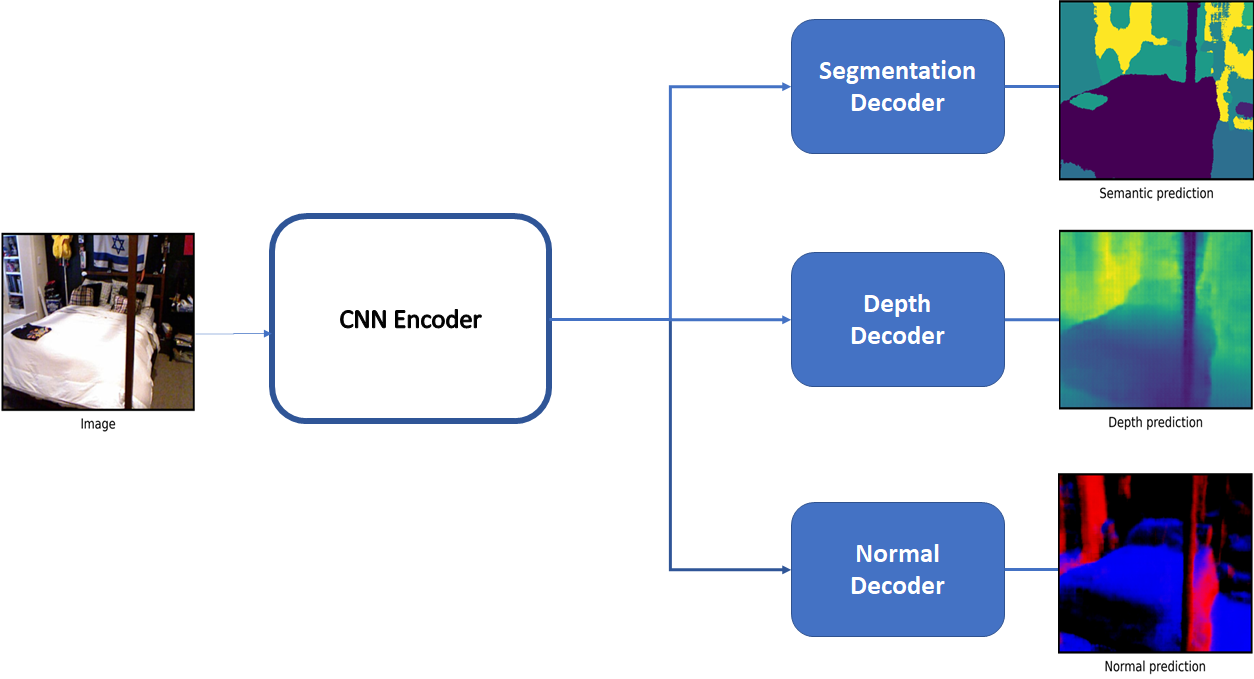 Segmentation
Decoder
Semantic prediction
CNN Encoder
Image
Depth
Decoder
Depth prediction
Normal
Decoder
Normal prediction